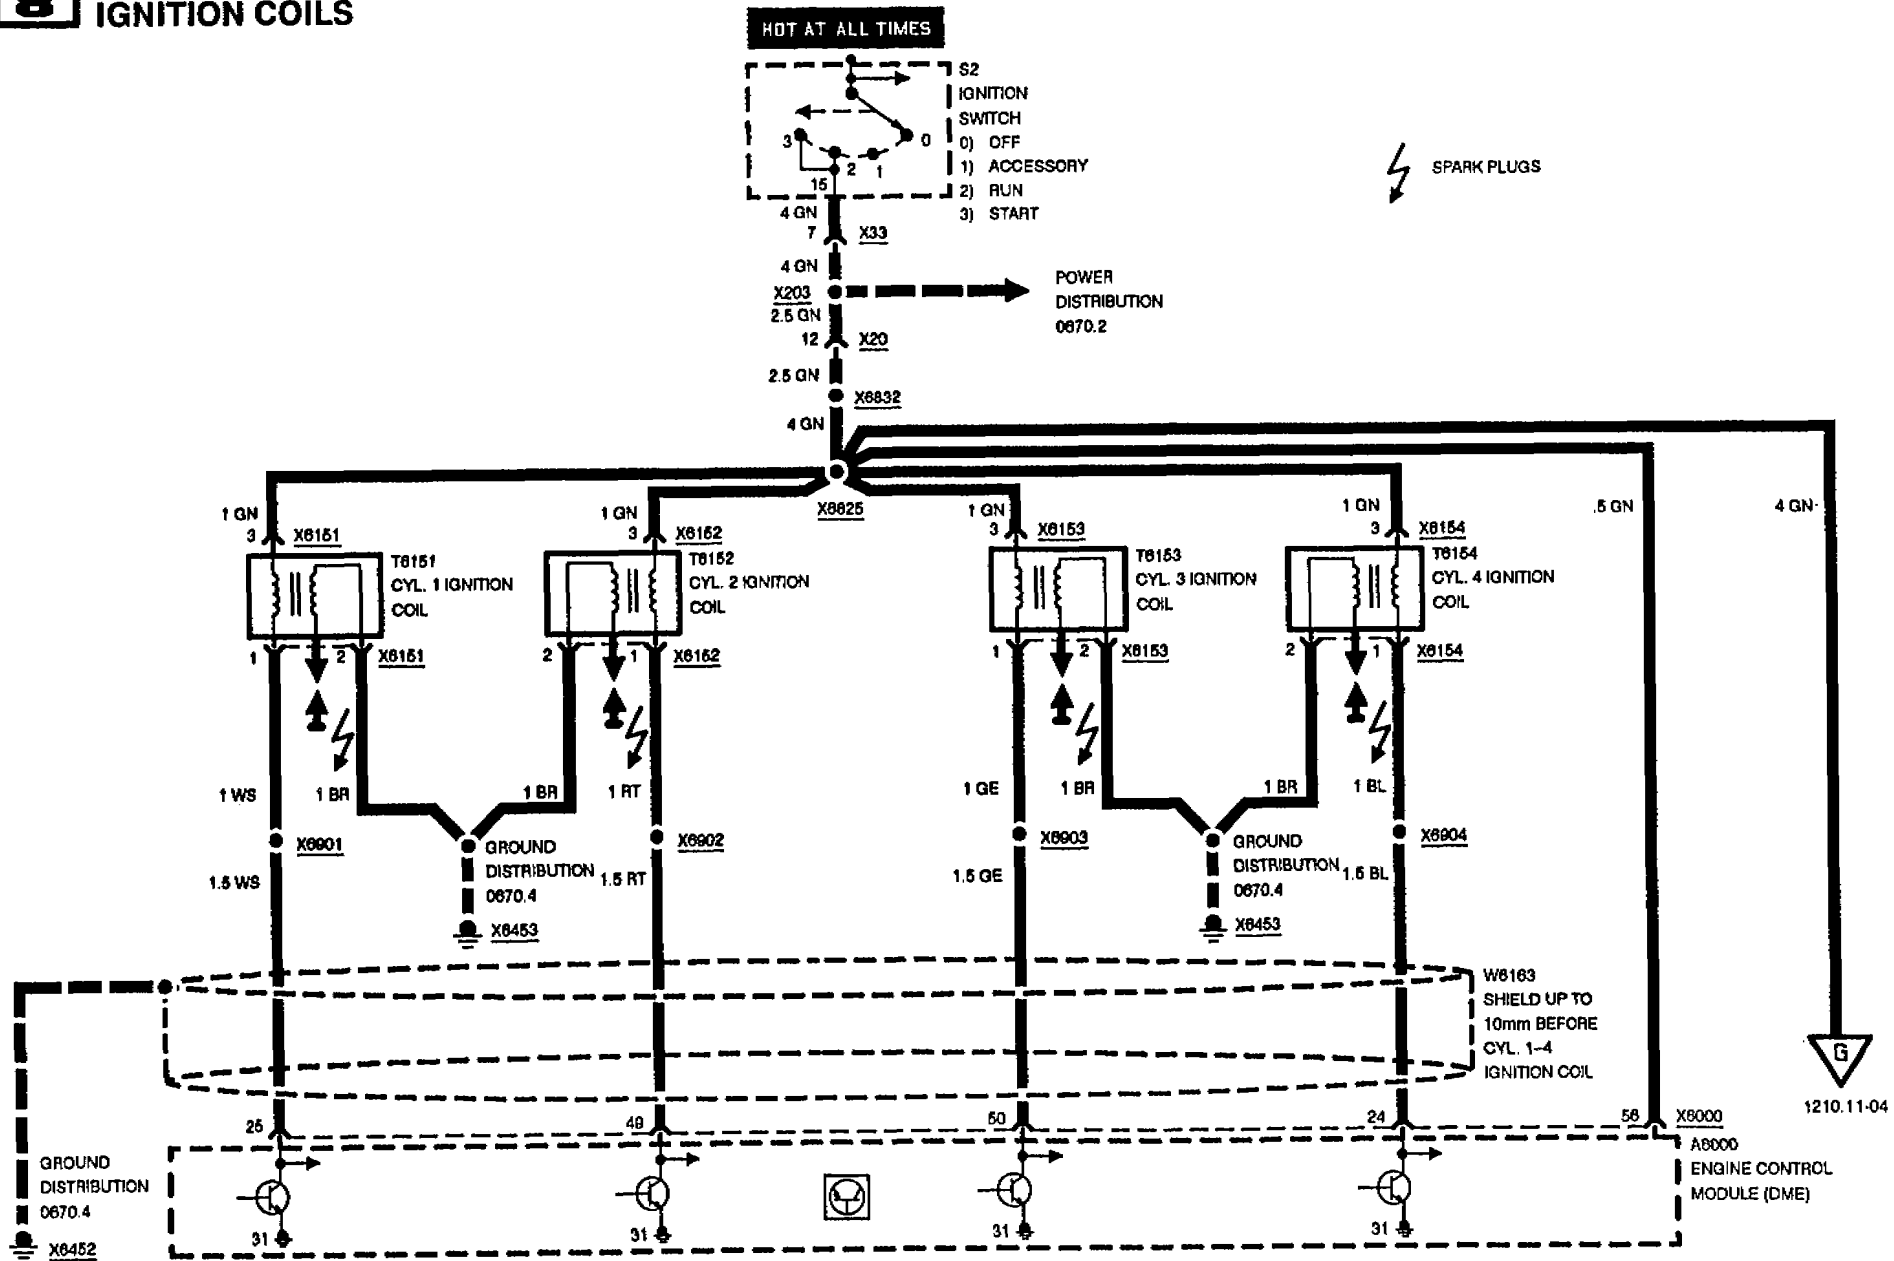 8
IGNITION COILS
HOT AT ALL TIMES
S2
IGNITION
SWITCH
0) OFF
1) ACCESSORY
2) RUN
3) START
3
0
2
1
15
SPARK PLUGS
4 GN
7
X33
4 GN
X203
POWER
DISTRIBUTION
0670.2
2.5 GN
12
X20
2.5 GN
X6832
4 GN
X6825
1 GN
3
X6151
1 GN
3
X6152
1 GN
3
X6153
1 GN
3
X6154
.5 GN
4 GN
T6151
CYL. 1 IGNITION
COIL
T6152
CYL. 2 IGNITION
COIL
T6153
CYL. 3 IGNITION
COIL
T6154
CYL. 4 IGNITION
COIL
1
2
X6151
2
1
X6152
1
2
X6153
2
1
X6154
1 WS
1 BR
1 BR
1 RT
1 GE
1 BR
1 BR
1 BL
X6901
GROUND
DISTRIBUTION
0670.4
X6902
X6903
GROUND
DISTRIBUTION
0670.4
X6904
1.5 WS
1.5 RT
1.5 GE
1.5 BL
X6453
X6453
W6163
SHIELD UP TO
10mm BEFORE
CYL. 1-4
IGNITION COIL
G
1210.11-04
25
49
50
24
56
X6000
A6000
ENGINE CONTROL
MODULE (DME)
GROUND
DISTRIBUTION
0670.4
X6452
31
31
31
31